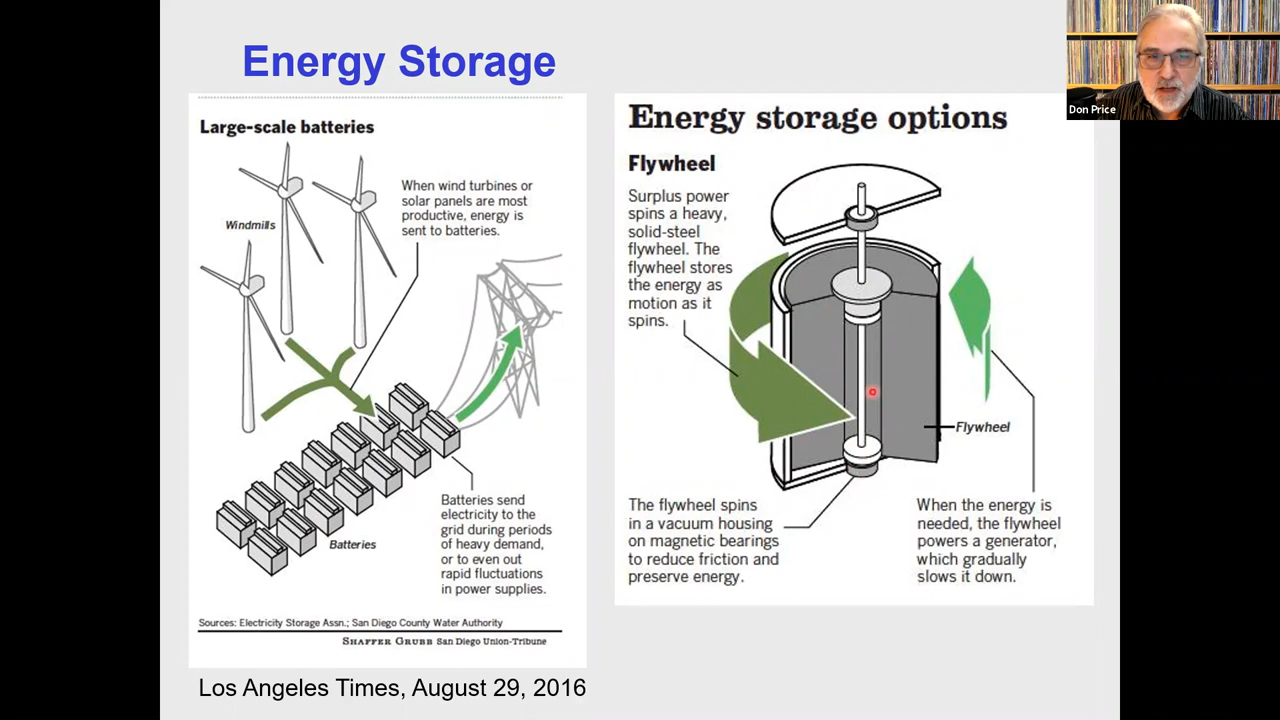 Energy Storage
Large-scale batteries
Windmills
When wind turbines or
solar panels are most
productive, energy is
sent to batteries.
Batteries
Batteries send
electricity to the
grid during periods
of heavy demand,
or to even out
rapid fluctuations
in power supplies.
Sources: Electricity Storage Assn.; San Diego County Water Authority
SHAFFER GRUBB San Diego Union-Tribune
Los Angeles Times, August 29, 2016
Energy storage options
Flywheel
Surplus power
spins a heavy,
solid-steel
flywheel. The
flywheel stores
the energy as
motion as it
spins.
Flywheel
The flywheel spins
in a vacuum housing
on magnetic bearings
to reduce friction and
preserve energy.
When the energy is
needed, the flywheel
powers a generator,
which gradually
slows it down.
Don Price